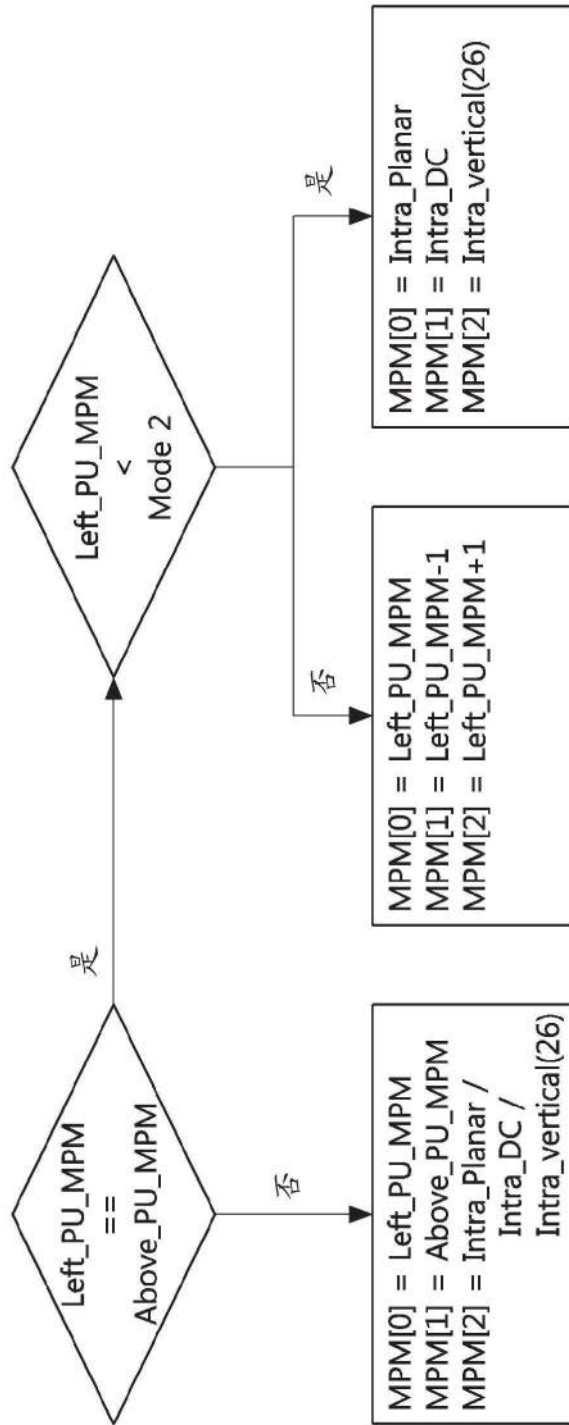 Left_PU_MPM
==
Above_PU_MPM
是
Left_PU_MPM
<
Mode 2
否
MPM[0] = Left_PU_MPM
MPM[1] = Above_PU_MPM
MPM[2] = Intra_Planar /
Intra_DC /
Intra_vertical(26)
否
MPM[0] = Left_PU_MPM
MPM[1] = Left_PU_MPM-1
MPM[2] = Left_PU_MPM+1
是
MPM[0] = Intra_Planar
MPM[1] = Intra_DC
MPM[2] = Intra_vertical(26)